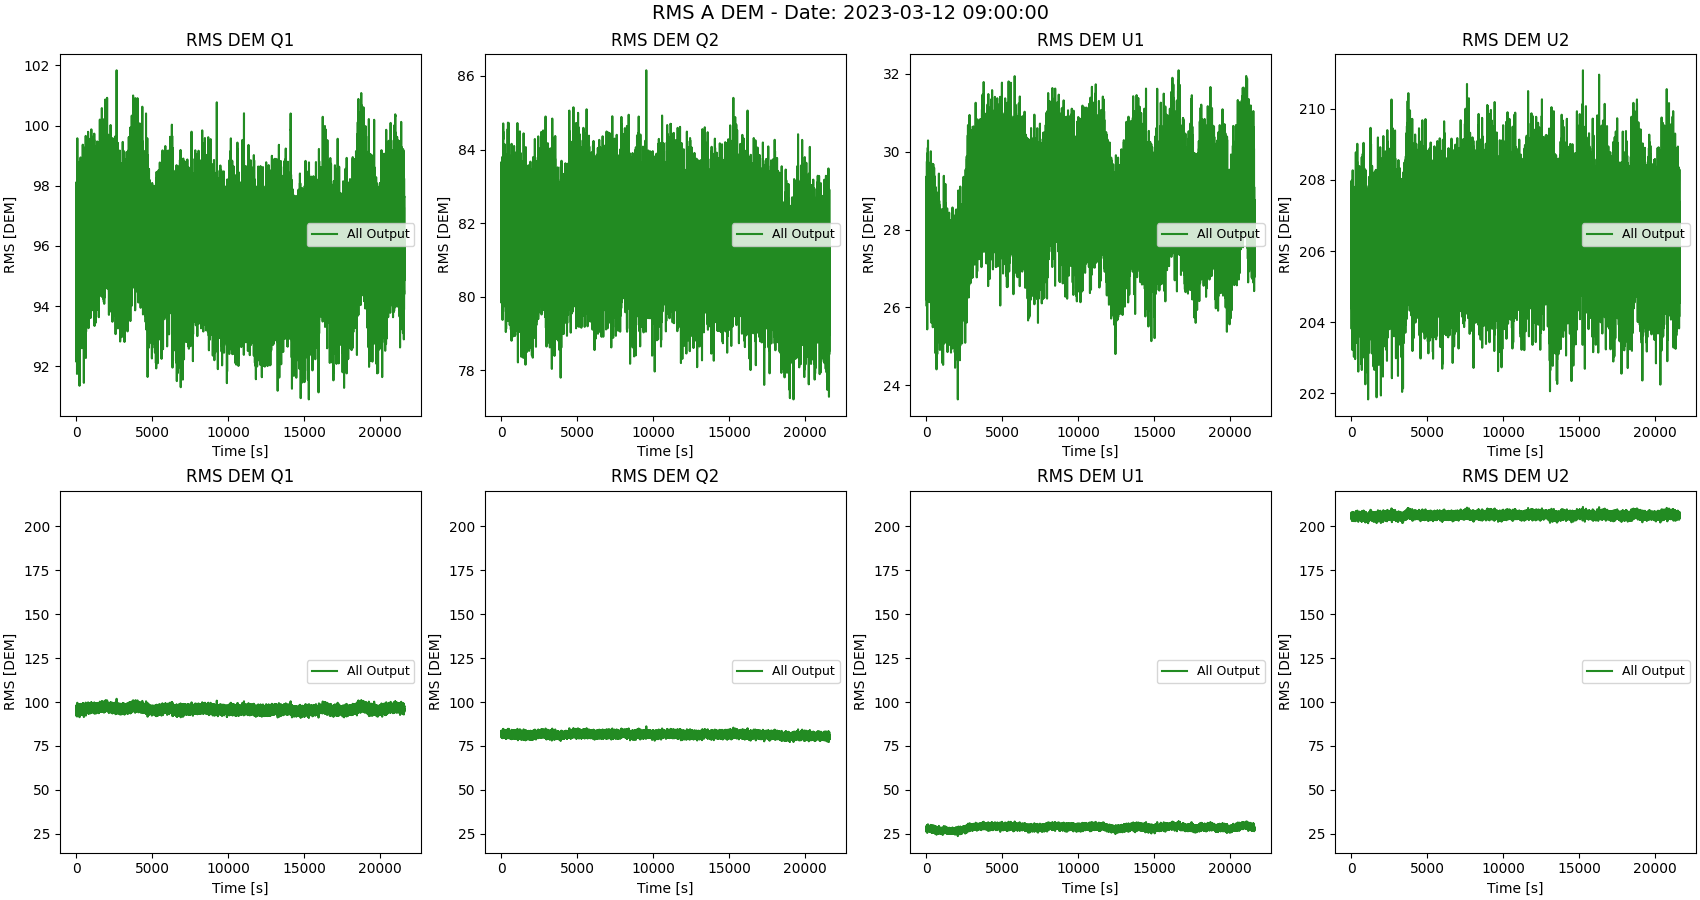 RMS A DEM - Date: 2023-03-12 09:00:00
RMS DEM Q1
RMS [DEM]
102
100
98
96
94
92
All Output
0 5000 10000 15000 20000
Time [s]
RMS DEM Q2
RMS [DEM]
86
84
82
80
78
All Output
0 5000 10000 15000 20000
Time [s]
RMS DEM U1
RMS [DEM]
32
30
28
26
24
All Output
0 5000 10000 15000 20000
Time [s]
RMS DEM U2
RMS [DEM]
210
208
206
204
202
All Output
0 5000 10000 15000 20000
Time [s]
RMS DEM Q1
RMS [DEM]
200
175
150
125
100
75
50
25
All Output
0 5000 10000 15000 20000
Time [s]
RMS DEM Q2
RMS [DEM]
200
175
150
125
100
75
50
25
All Output
0 5000 10000 15000 20000
Time [s]
RMS DEM U1
RMS [DEM]
200
175
150
125
100
75
50
25
All Output
0 5000 10000 15000 20000
Time [s]
RMS DEM U2
RMS [DEM]
200
175
150
125
100
75
50
25
All Output
0 5000 10000 15000 20000
Time [s]